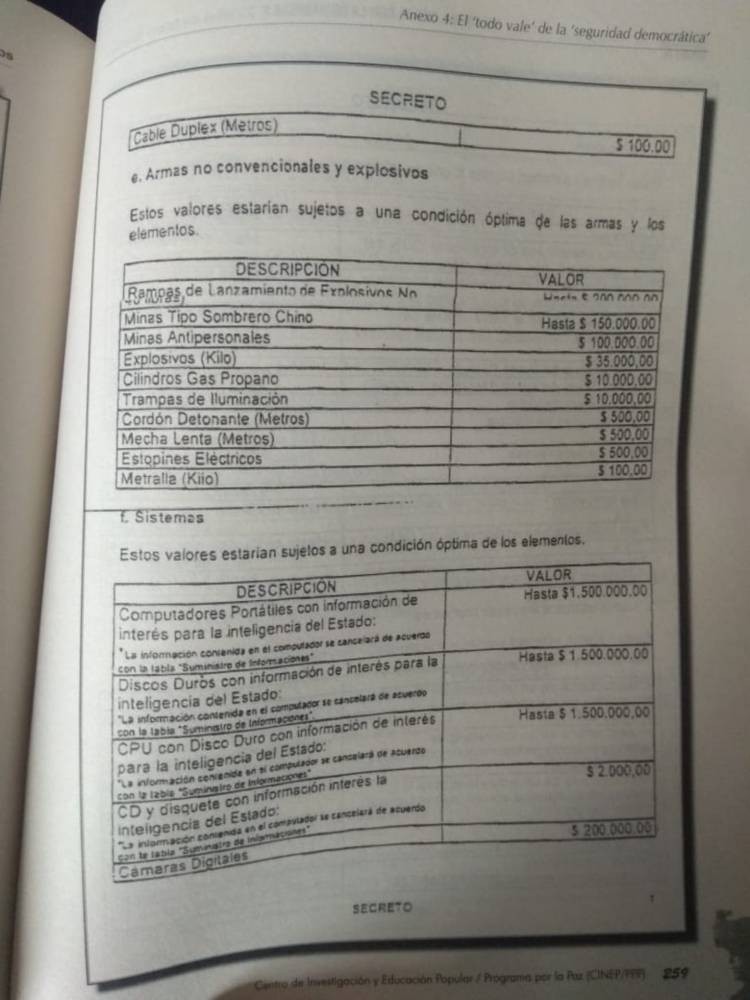 Anexo 4: El 'todo vale' de la 'seguridad democrática'
os
SECRETO
Cable Duplex (Metros) $ 100.00
e. Armas no convencionales y explosivos
Estos valores estarían sujetos a una condición óptima de las armas y los
elementos.
DESCRIPCIÓN VALOR
Rampas de Lanzamiento de Explosivos No
Minas Tipo Sombrero Chino Hasta $ 150.000.00
Minas Antipersonales $ 100.000.00
Explosivos (Kilo) $ 35.000,00
Cilindros Gas Propano $ 10.000,00
Trampas de Iluminación $ 10.000,00
Cordón Detonante (Metros) $ 500,00
Mecha Lenta (Metros) $ 500,00
Estopines Eléctricos $ 500,00
Metralla (Kilo) $ 100,00
f. Sistemas
Estos valores estarían sujetos a una condición óptima de los elementos.
DESCRIPCIÓN VALOR
Computadores Portátiles con información de Hasta $1.500.000.00
interés para la inteligencia del Estado:
*La información contenida en el computador se cancelará de acuerdo
con la tabla "Suministro de Informaciones"
Discos Duros con información de interés para la Hasta $ 1.500.000.00
inteligencia del Estado:
*La información contenida en el computador se cancelará de acuerdo
con la tabla "Suministro de Informaciones".
CPU con Disco Duro con información de interés Hasta $ 1.500.000,00
para la inteligencia del Estado:
*La información contenida en el computador se cancelará de acuerdo
con la tabla "Suministro de Informaciones"
CD y disquete con información interés la $ 2.000,00
inteligencia del Estado:
*La información contenida en el computador se cancelará de acuerdo
con la tabla "Suministro de Informaciones"
Cámaras Digitales $ 200.000.00
SECRETO
Centro de Investigación y Educación Popular / Programa por la Paz (CINEP/PPP) 259